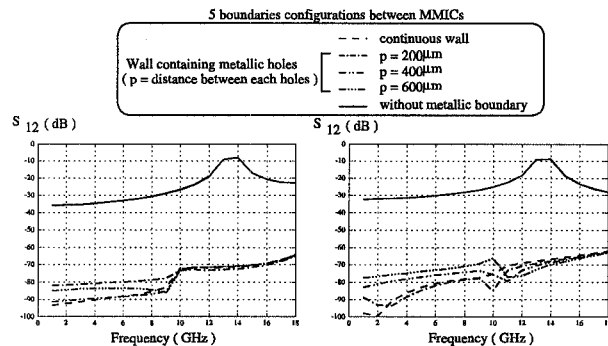 5 boundaries configurations between MMICs
continuous wall
Wall containing metallic holes
( p = distance between each holes )
p = 200µm
p = 400µm
p = 600µm
without metallic boundary
S 12 ( dB )
0
-10
-20
-30
-40
-50
-60
-70
-80
-90
-100
0 2 4 6 8 10 12 14 16 18
Frequency ( GHz )
S 12 ( dB )
0
-10
-20
-30
-40
-50
-60
-70
-80
-90
-100
0 2 4 6 8 10 12 14 16 18
Frequency ( GHz )